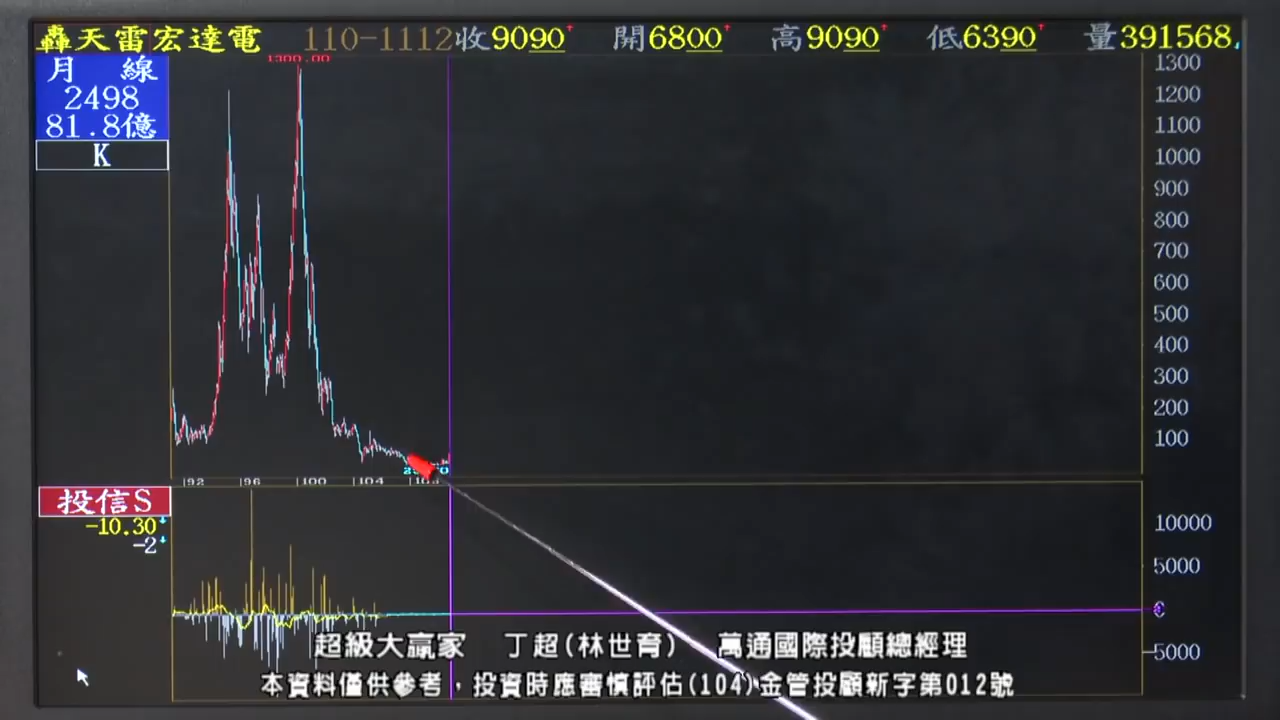 轟天雷宏達電 110-1112收9090 開6800 高9090 低6390 量391568
月 線
2498
81.8億
K
1300.00
1300
1200
1100
1000
900
800
700
600
500
400
300
200
100
92 96 100 104
投信S
-10.30
-2
10000
5000
-5000
超級大贏家 丁超(林世育) 萬通國際投顧總經理
本資料僅供參考，投資時應審慎評估(104)金管投顧新字第012號